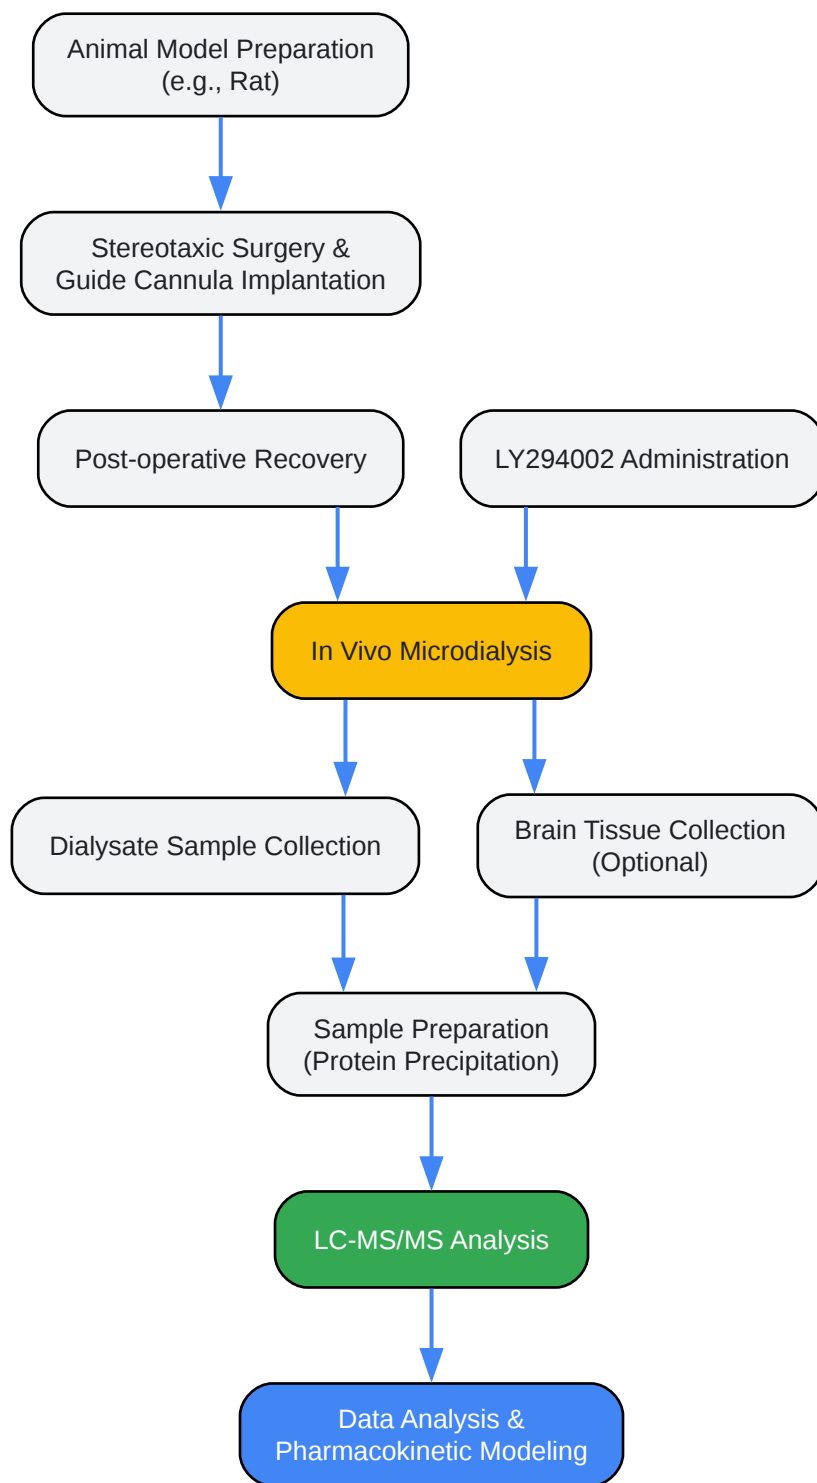 Animal Model Preparation
(e.g., Rat)
Stereotaxic Surgery &
Guide Cannula Implantation
Post-operative Recovery
LY294002 Administration
In Vivo Microdialysis
Dialysate Sample Collection
Brain Tissue Collection
(Optional)
Sample Preparation
(Protein Precipitation)
LC-MS/MS Analysis
Data Analysis &
Pharmacokinetic Modeling